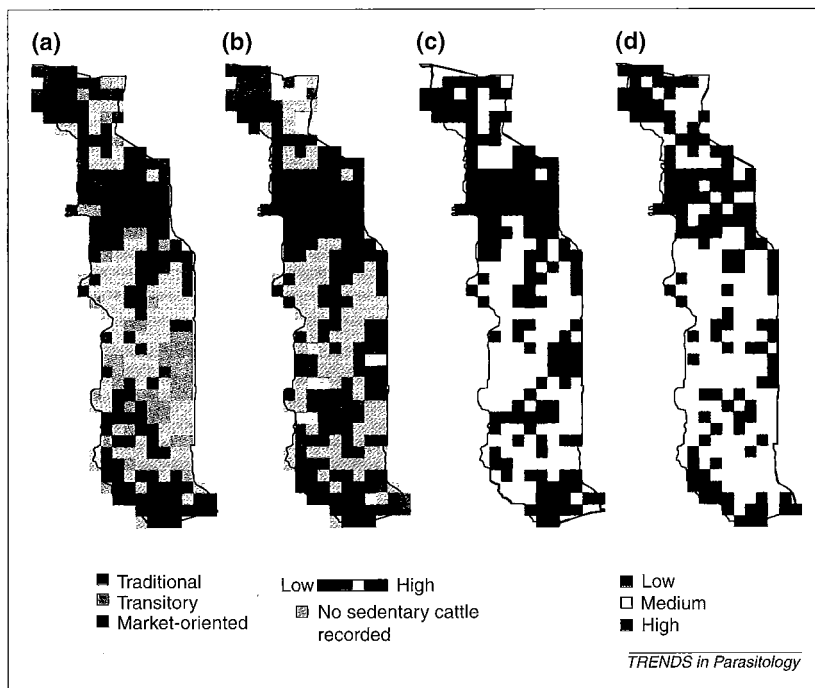 (a)
(b)
(c)
(d)
Traditional
Transitory
Market-oriented
Low High
No sedentary cattle
recorded
Low
Medium
High
TRENDS in Parasitology